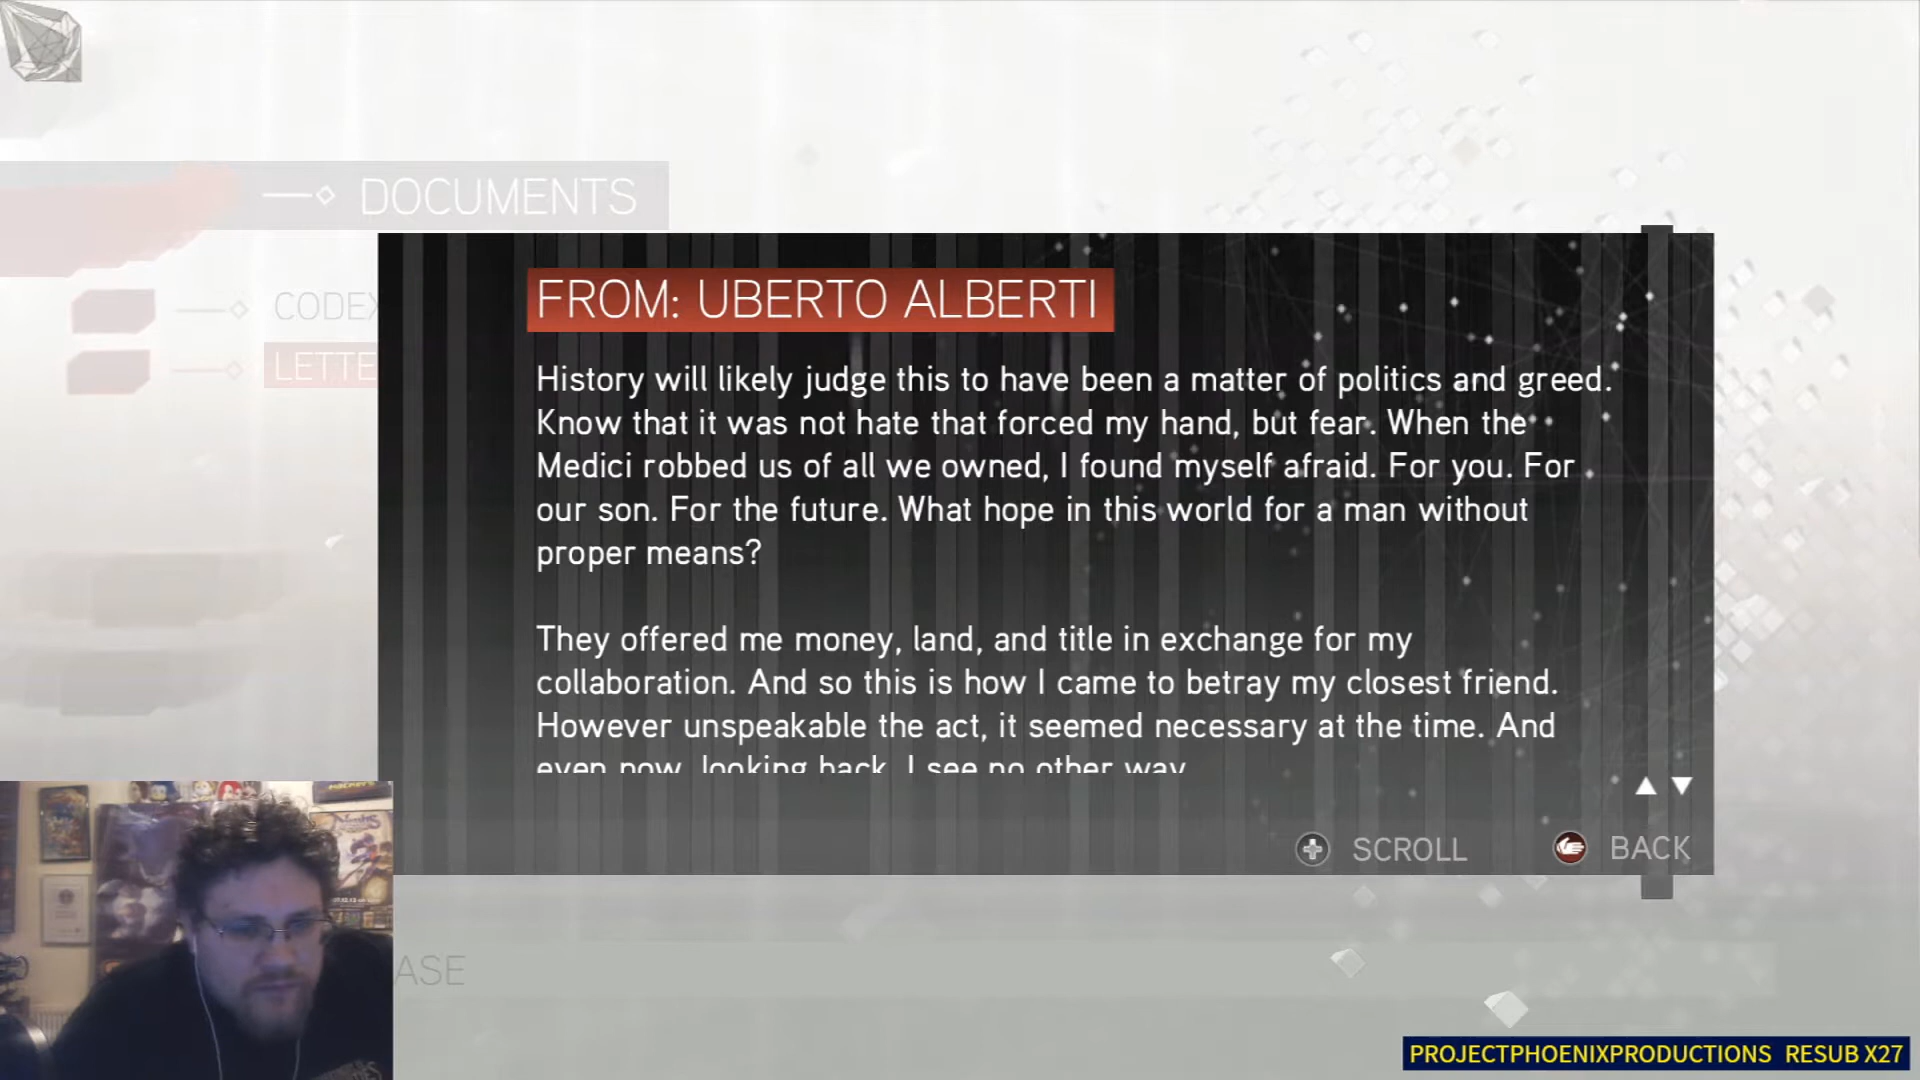 DOCUMENTS
CODEX
LETTE
FROM: UBERTO ALBERTI
History will likely judge this to have been a matter of politics and greed.
Know that it was not hate that forced my hand, but fear. When the
Medici robbed us of all we owned, I found myself afraid. For you. For
our son. For the future. What hope in this world for a man without
proper means?
They offered me money, land, and title in exchange for my
collaboration. And so this is how I came to betray my closest friend.
However unspeakable the act, it seemed necessary at the time. And
even now, looking back, I see no other way.
SCROLL
BACK
ASE
PROJECTPHOENIXPRODUCTIONS RESUB X27